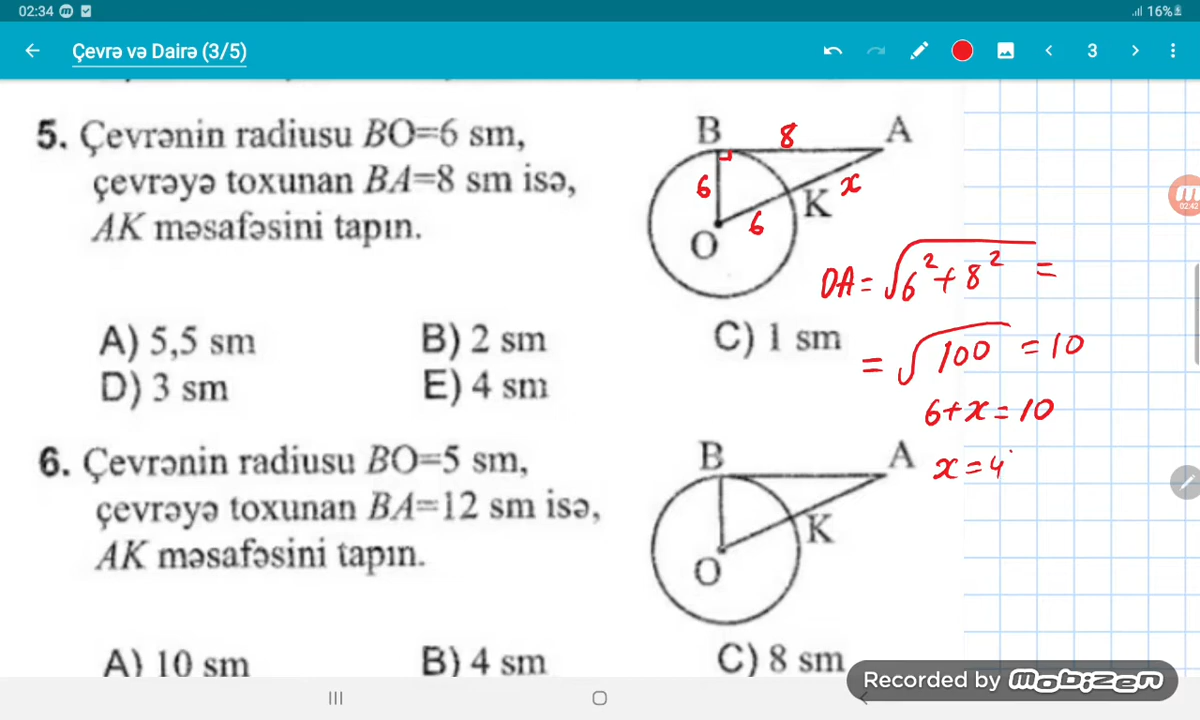 02:34
16%
Çevrə və Dairə (3/5)
3
5. Çevrənin radiusu BO=6 sm,
çevrəyə toxunan BA=8 sm isə,
AK məsafəsini tapın.
A) 5,5 sm
B) 2 sm
C) 1 sm
D) 3 sm
E) 4 sm
B
8
A
6
x
K
6
O
OA = √6²+8² =
= √100 = 10
6+x=10
x=4
02:42
6. Çevrənin radiusu BO=5 sm,
çevrəyə toxunan BA=12 sm isə,
AK məsafəsini tapın.
B
A
K
O
A) 10 sm
B) 4 sm
C) 8 sm
Recorded by mobizen